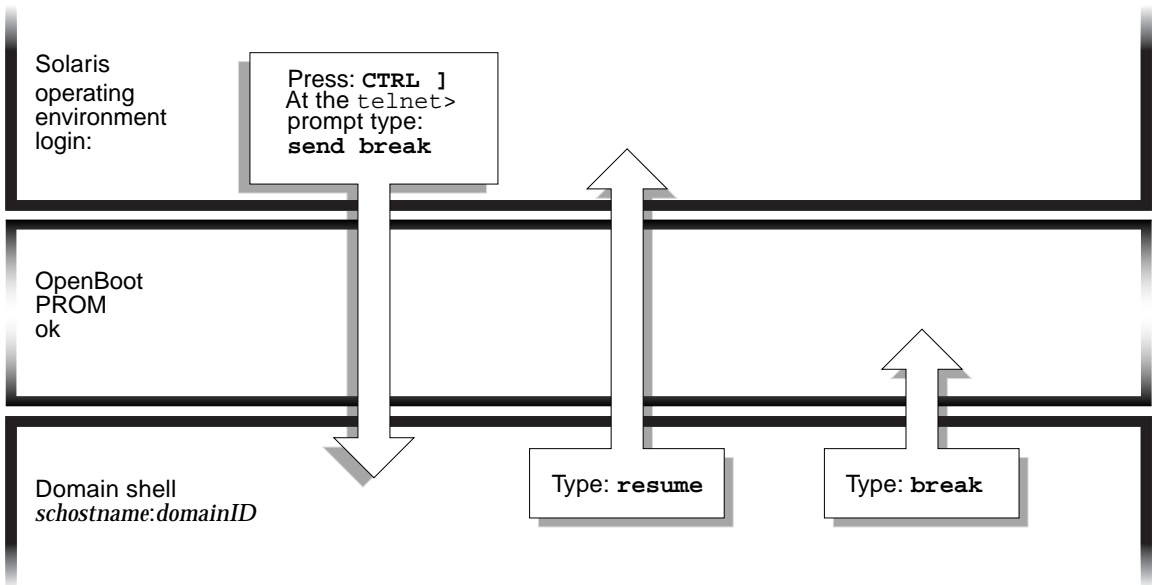 Solaris
operating
environment
login:
Press: CTRL ]
At the telnet>
prompt type:
send break
OpenBoot
PROM
ok
Domain shell
schostname:domainID
Type: resume
Type: break